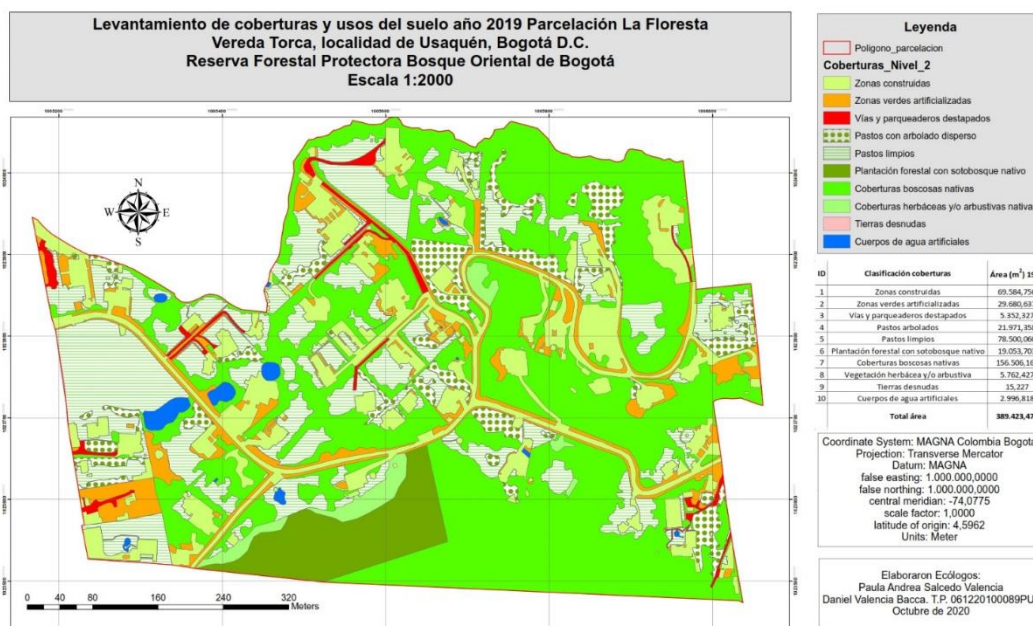 Levantamiento de coberturas y usos del suelo año 2019 Parcelación La Floresta
Vereda Torca, localidad de Usaquén, Bogotá D.C.
Reserva Forestal Protectora Bosque Oriental de Bogotá
Escala 1:2000
N
W E
S
0 40 80 160 240 320
Meters
Leyenda
Poligono_parcelacion
Coberturas_Nivel_2
Zonas construidas
Zonas verdes artificializadas
Vías y parqueaderos destapados
Pastos con arbolado disperso
Pastos limpios
Plantación forestal con sotobosque nativo
Coberturas boscosas nativas
Coberturas herbáceas y/o arbustivas nativa
Tierras desnudas
Cuerpos de agua artificiales
ID Clasificación coberturas Área (m²) 19
1 Zonas construidas 69.584,756
2 Zonas verdes artificializadas 29.680,63
3 Vías y parqueaderos destapados 5.352,327
4 Pastos arbolados 21.971,35
5 Pastos limpios 78.500,06
6 Plantación forestal con sotobosque nativo 19.053,70
7 Coberturas boscosas nativas 156.506,16
8 Vegetación herbácea y/o arbustiva 5.762,427
9 Tierras desnudas 15,227
10 Cuerpos de agua artificiales 2.996,818
Total área 389.423,47
Coordinate System: MAGNA Colombia Bogota
Projection: Transverse Mercator
Datum: MAGNA
false easting: 1.000.000,0000
false northing: 1.000.000,0000
central meridian: -74,0775
scale factor: 1,0000
latitude of origin: 4,5962
Units: Meter
Elaboraron Ecólogos:
Paula Andrea Salcedo Valencia
Daniel Valencia Bacca. T.P. 061220100089PU
Octubre de 2020